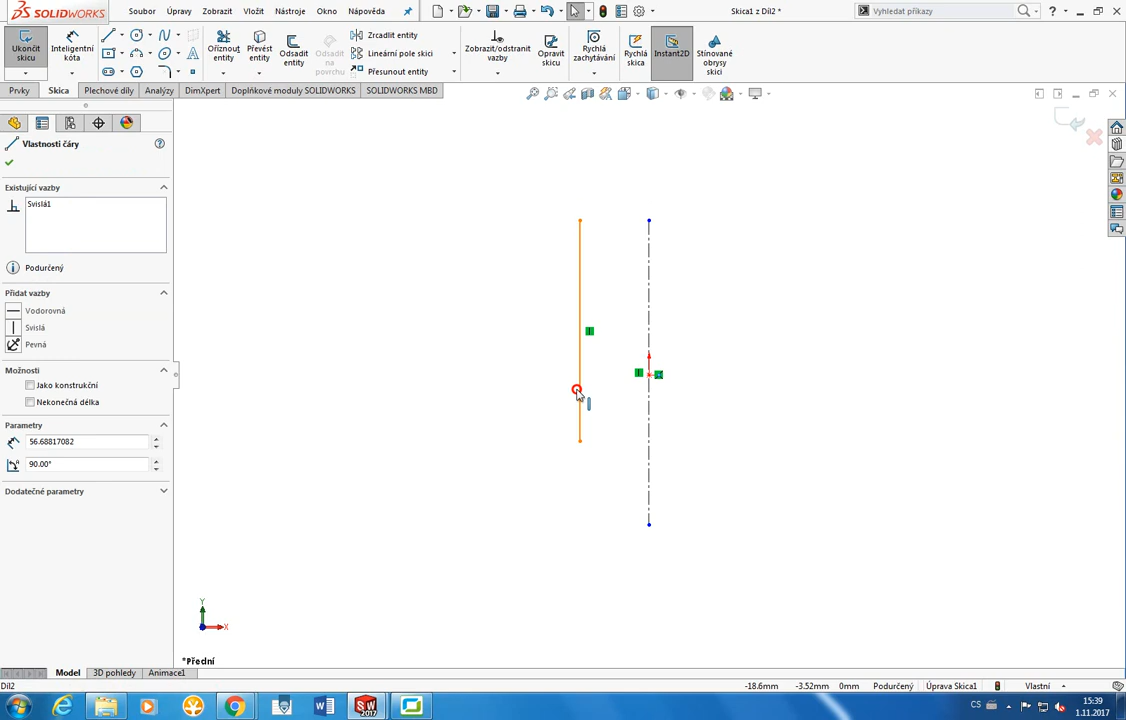 SOLIDWORKS
Soubor Úpravy Zobrazit Vložit Nástroje Okno Nápověda
Skica1 z Díl2 *
Vyhledat příkazy
Ukončit skicu
Inteligentní kóta
Oříznout entity
Převést entity
Odsadit entity
Odsadit na povrchu
Zrcadlit entity
Lineární pole skici
Přesunout entity
Zobrazit/odstranit vazby
Opravit skicu
Rychlá zachytávání
Rychlá skica
Instant2D
Stínované obrysy skici
Prvky Skica Plechové díly Analýzy DimXpert Doplňkové moduly SOLIDWORKS SOLIDWORKS MBD
Vlastnosti čáry
Existující vazby
Svislá1
Podurčený
Přidat vazby
Vodorovná
Svislá
Pevná
Možnosti
Jako konstrukční
Nekonečná délka
Parametry
56.68817082
90.00°
Dodatečné parametry
Y
X
*Přední
Model 3D pohledy Animace1
Díl2
-18.6mm -3.52mm 0mm Podurčený Úprava Skica1 Vlastní
CS
15:39
1.11.2017